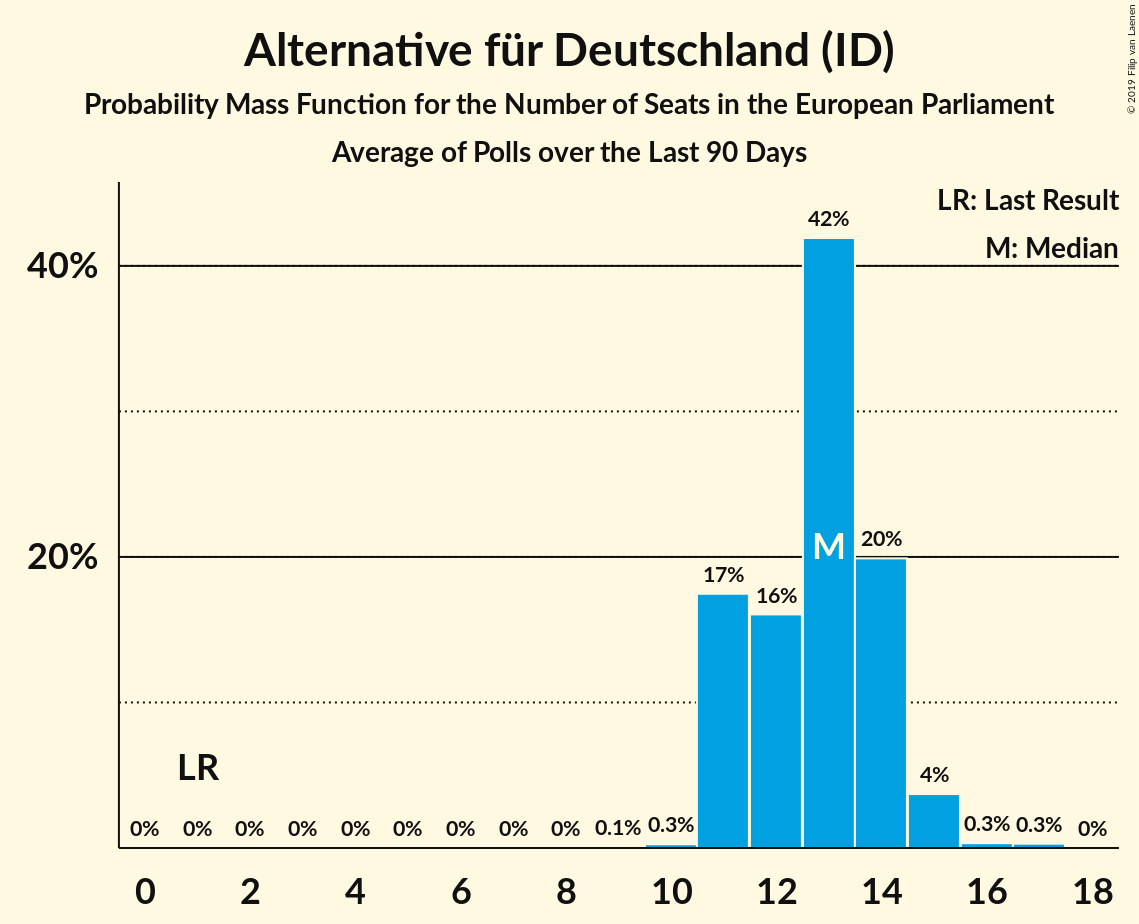 Alternative für Deutschland (ID)
Probability Mass Function for the Number of Seats in the European Parliament
Average of Polls over the Last 90 Days
© 2019 Filip van Laenen
LR: Last Result
M: Median
40%
20%
42%
M
20%
17%
16%
LR
4%
0% 0% 0% 0% 0% 0% 0% 0% 0% 0.1% 0.3% 0.3% 0.3% 0%
0 2 4 6 8 10 12 14 16 18